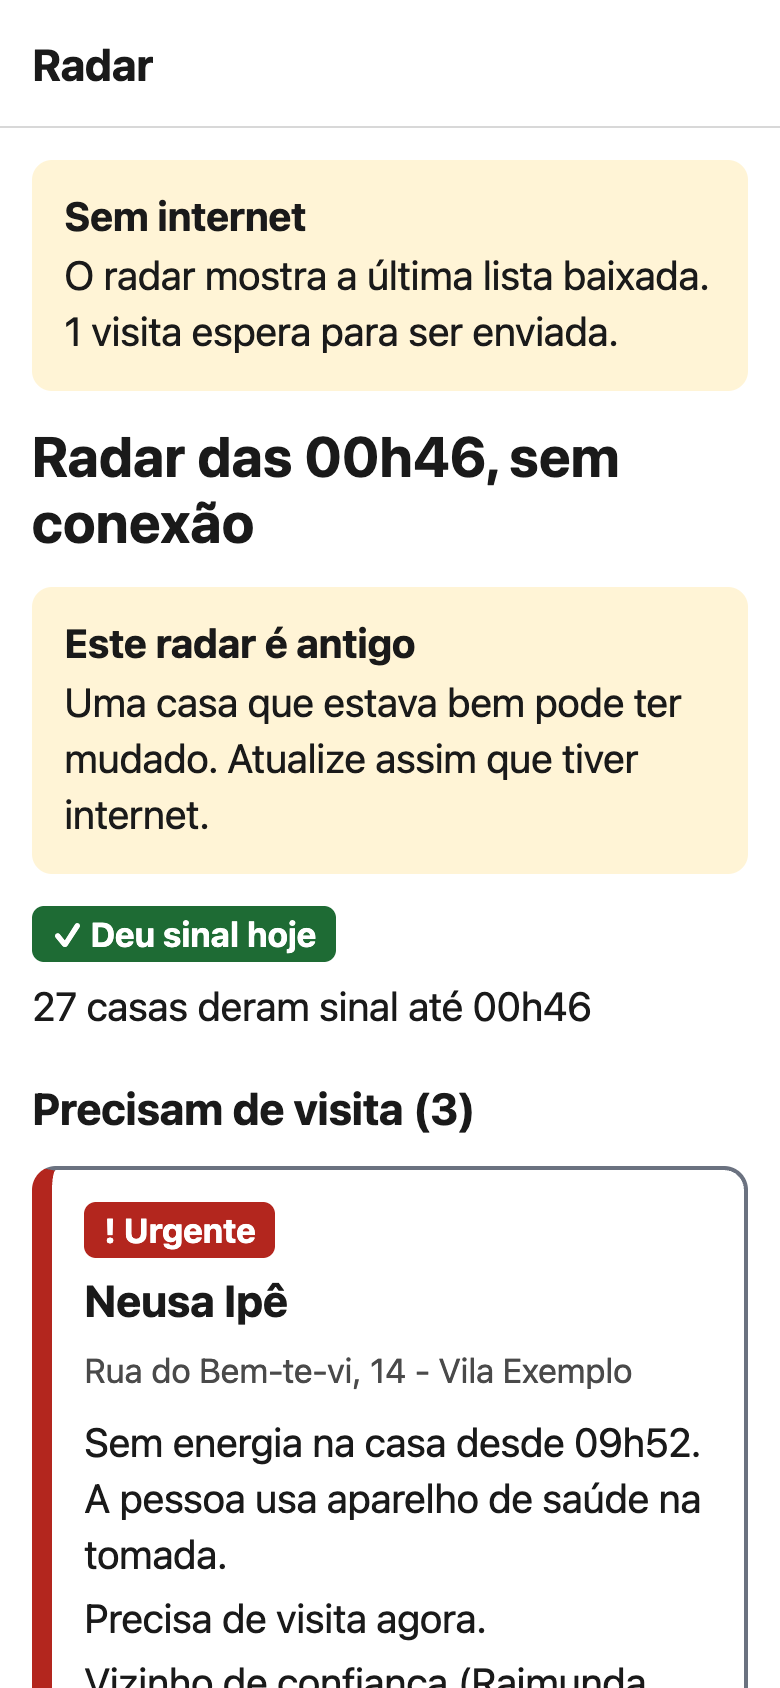 Radar
Sem internet
O radar mostra a última lista baixada.
1 visita espera para ser enviada.
Radar das 00h46, sem
conexão
Este radar é antigo
Uma casa que estava bem pode ter
mudado. Atualize assim que tiver
internet.
✓ Deu sinal hoje
27 casas deram sinal até 00h46
Precisam de visita (3)
! Urgente
Neusa Ipê
Rua do Bem-te-vi, 14 - Vila Exemplo
Sem energia na casa desde 09h52.
A pessoa usa aparelho de saúde na
tomada.
Precisa de visita agora.
Vizinho de confiança (Raimunda